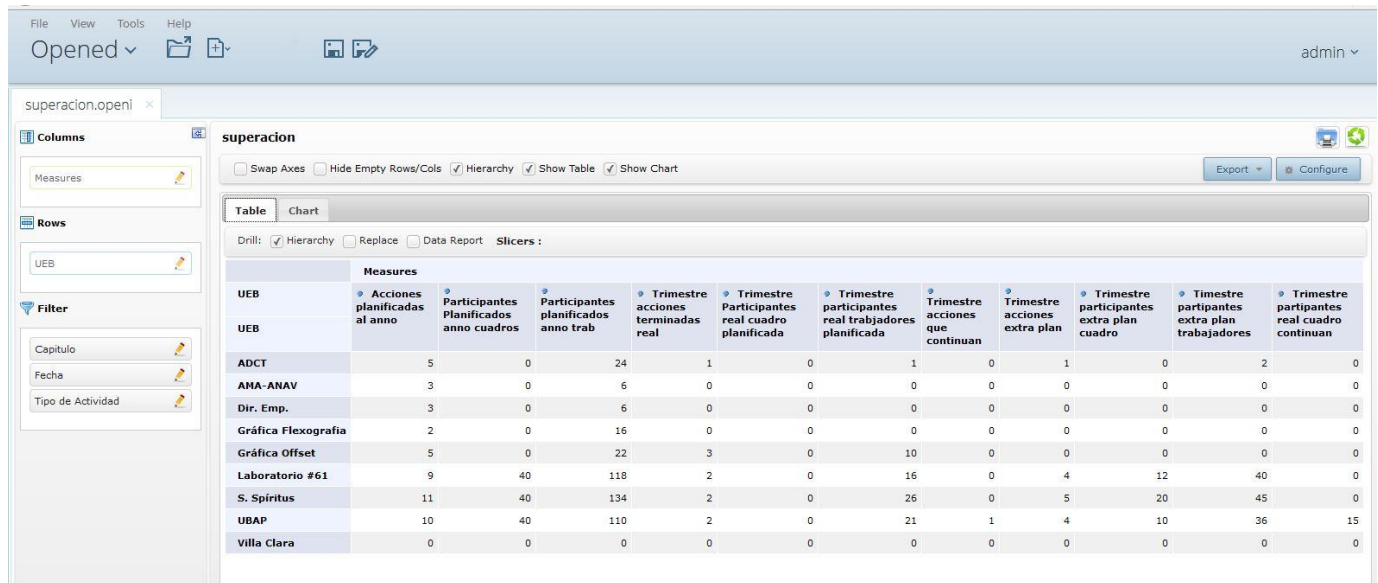 File View Tools Help
Opened
admin
superacion.openi ×
Columns
Measures
Rows
UEB
Filter
Capitulo
Fecha
Tipo de Actividad
superacion
Swap Axes Hide Empty Rows/Cols Hierarchy Show Table Show Chart
Export Configure
Table Chart
Drill: Hierarchy Replace Data Report Slicers :
Measures
UEB
UEB
Acciones
planificadas
al anno
Participantes
Planificados
anno cuadros
Participantes
planificados
anno trab
Trimestre
acciones
terminadas
real
Trimestre
Participantes
real cuadro
planificada
Trimestre
participantes
real trabjadores
planificada
Trimestre
acciones
que
continuan
Trimestre
acciones
extra plan
Trimestre
participantes
extra plan
cuadro
Timestre
partipantes
extra plan
trabajadores
Trimestre
partipantes
real cuadro
continuan
ADCT 5 0 24 1 0 1 0 1 0 2 0
AMA-ANAV 3 0 6 0 0 0 0 0 0 0 0
Dir. Emp. 3 0 6 0 0 0 0 0 0 0 0
Gráfica Flexografia 2 0 16 0 0 0 0 0 0 0 0
Gráfica Offset 5 0 22 3 0 10 0 0 0 0 0
Laboratorio #61 9 40 118 2 0 16 0 4 12 40 0
S. Spíritus 11 40 134 2 0 26 0 5 20 45 0
UBAP 10 40 110 2 0 21 1 4 10 36 15
Villa Clara 0 0 0 0 0 0 0 0 0 0 0